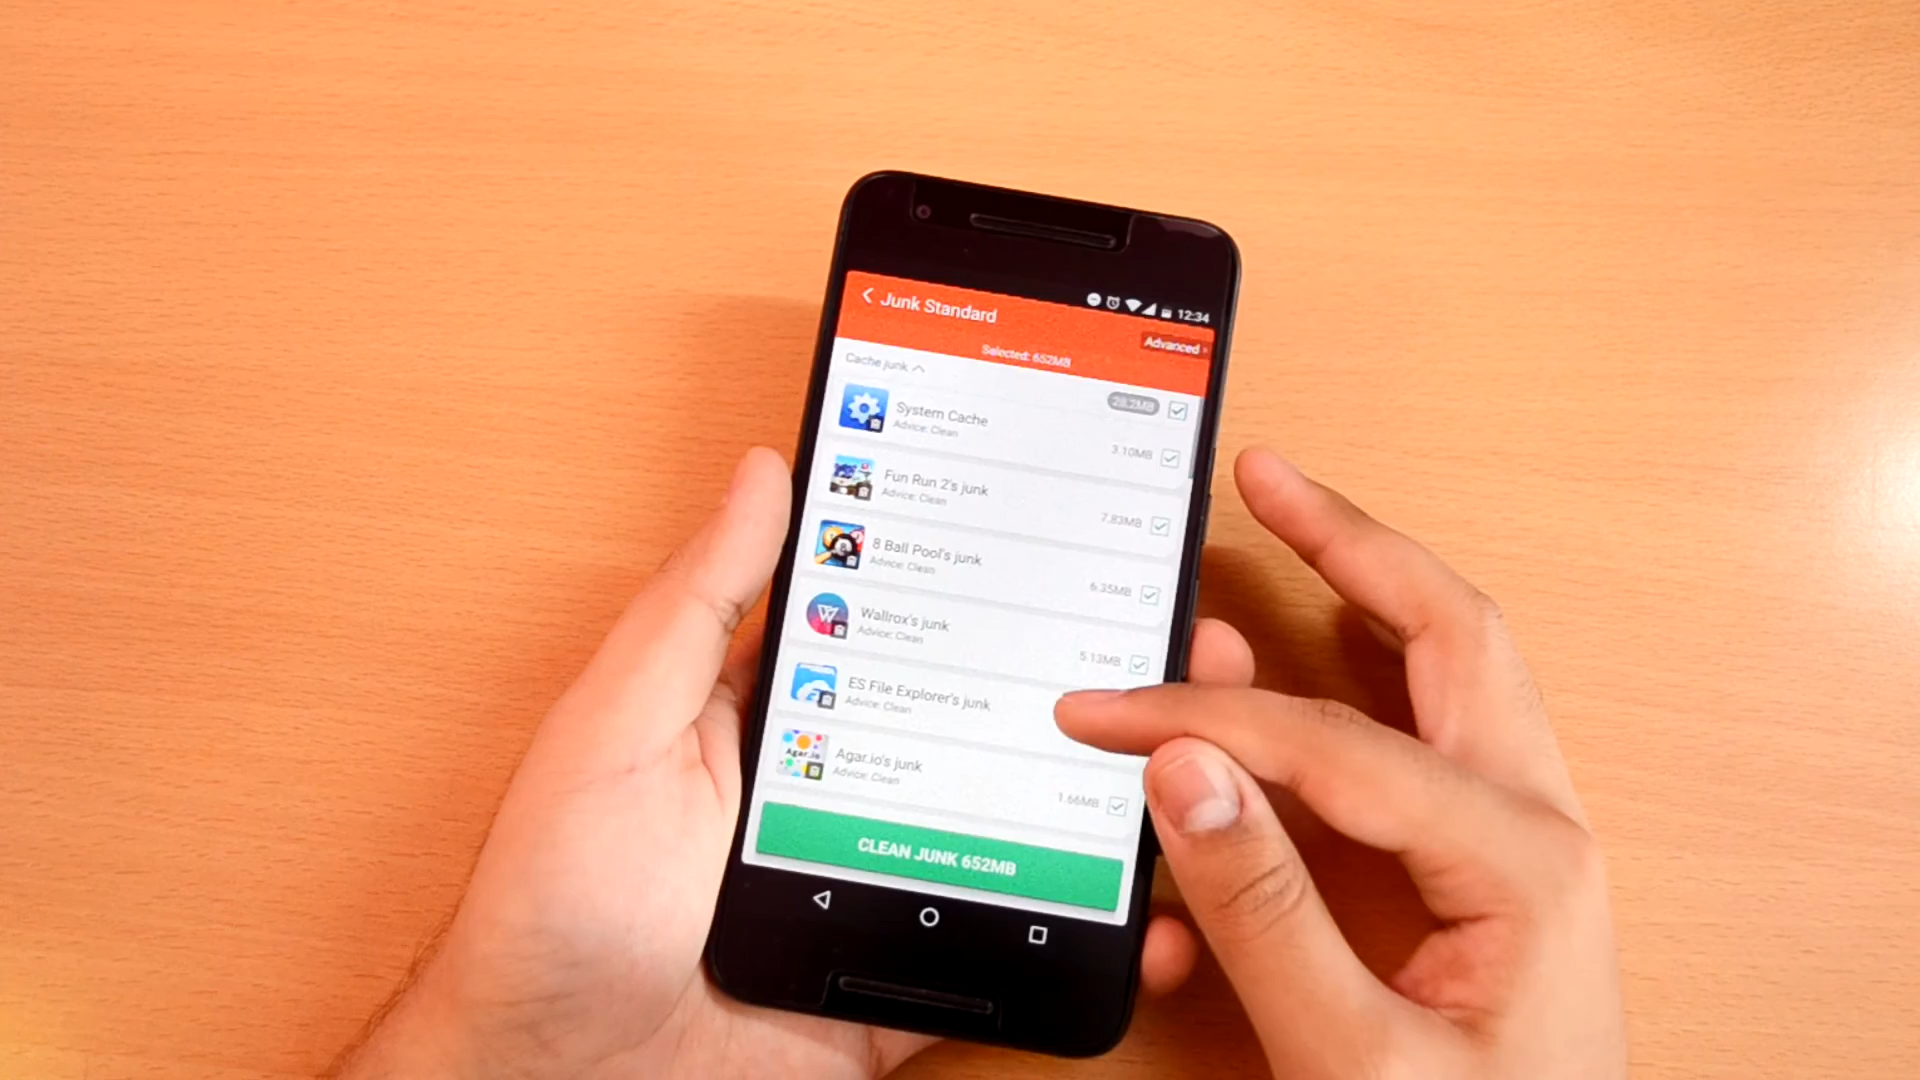 12:34
Junk Standard
Advanced
Selected: 652MB
Cache junk
28.2MB
System Cache
Advice: Clean
3.10MB
Fun Run 2's junk
Advice: Clean
7.83MB
8 Ball Pool's junk
Advice: Clean
6.35MB
W
Wallrox's junk
Advice: Clean
5.13MB
ES File Explorer's junk
Advice: Clean
Agar.io
Agar.io's junk
Advice: Clean
1.66MB
CLEAN JUNK 652MB